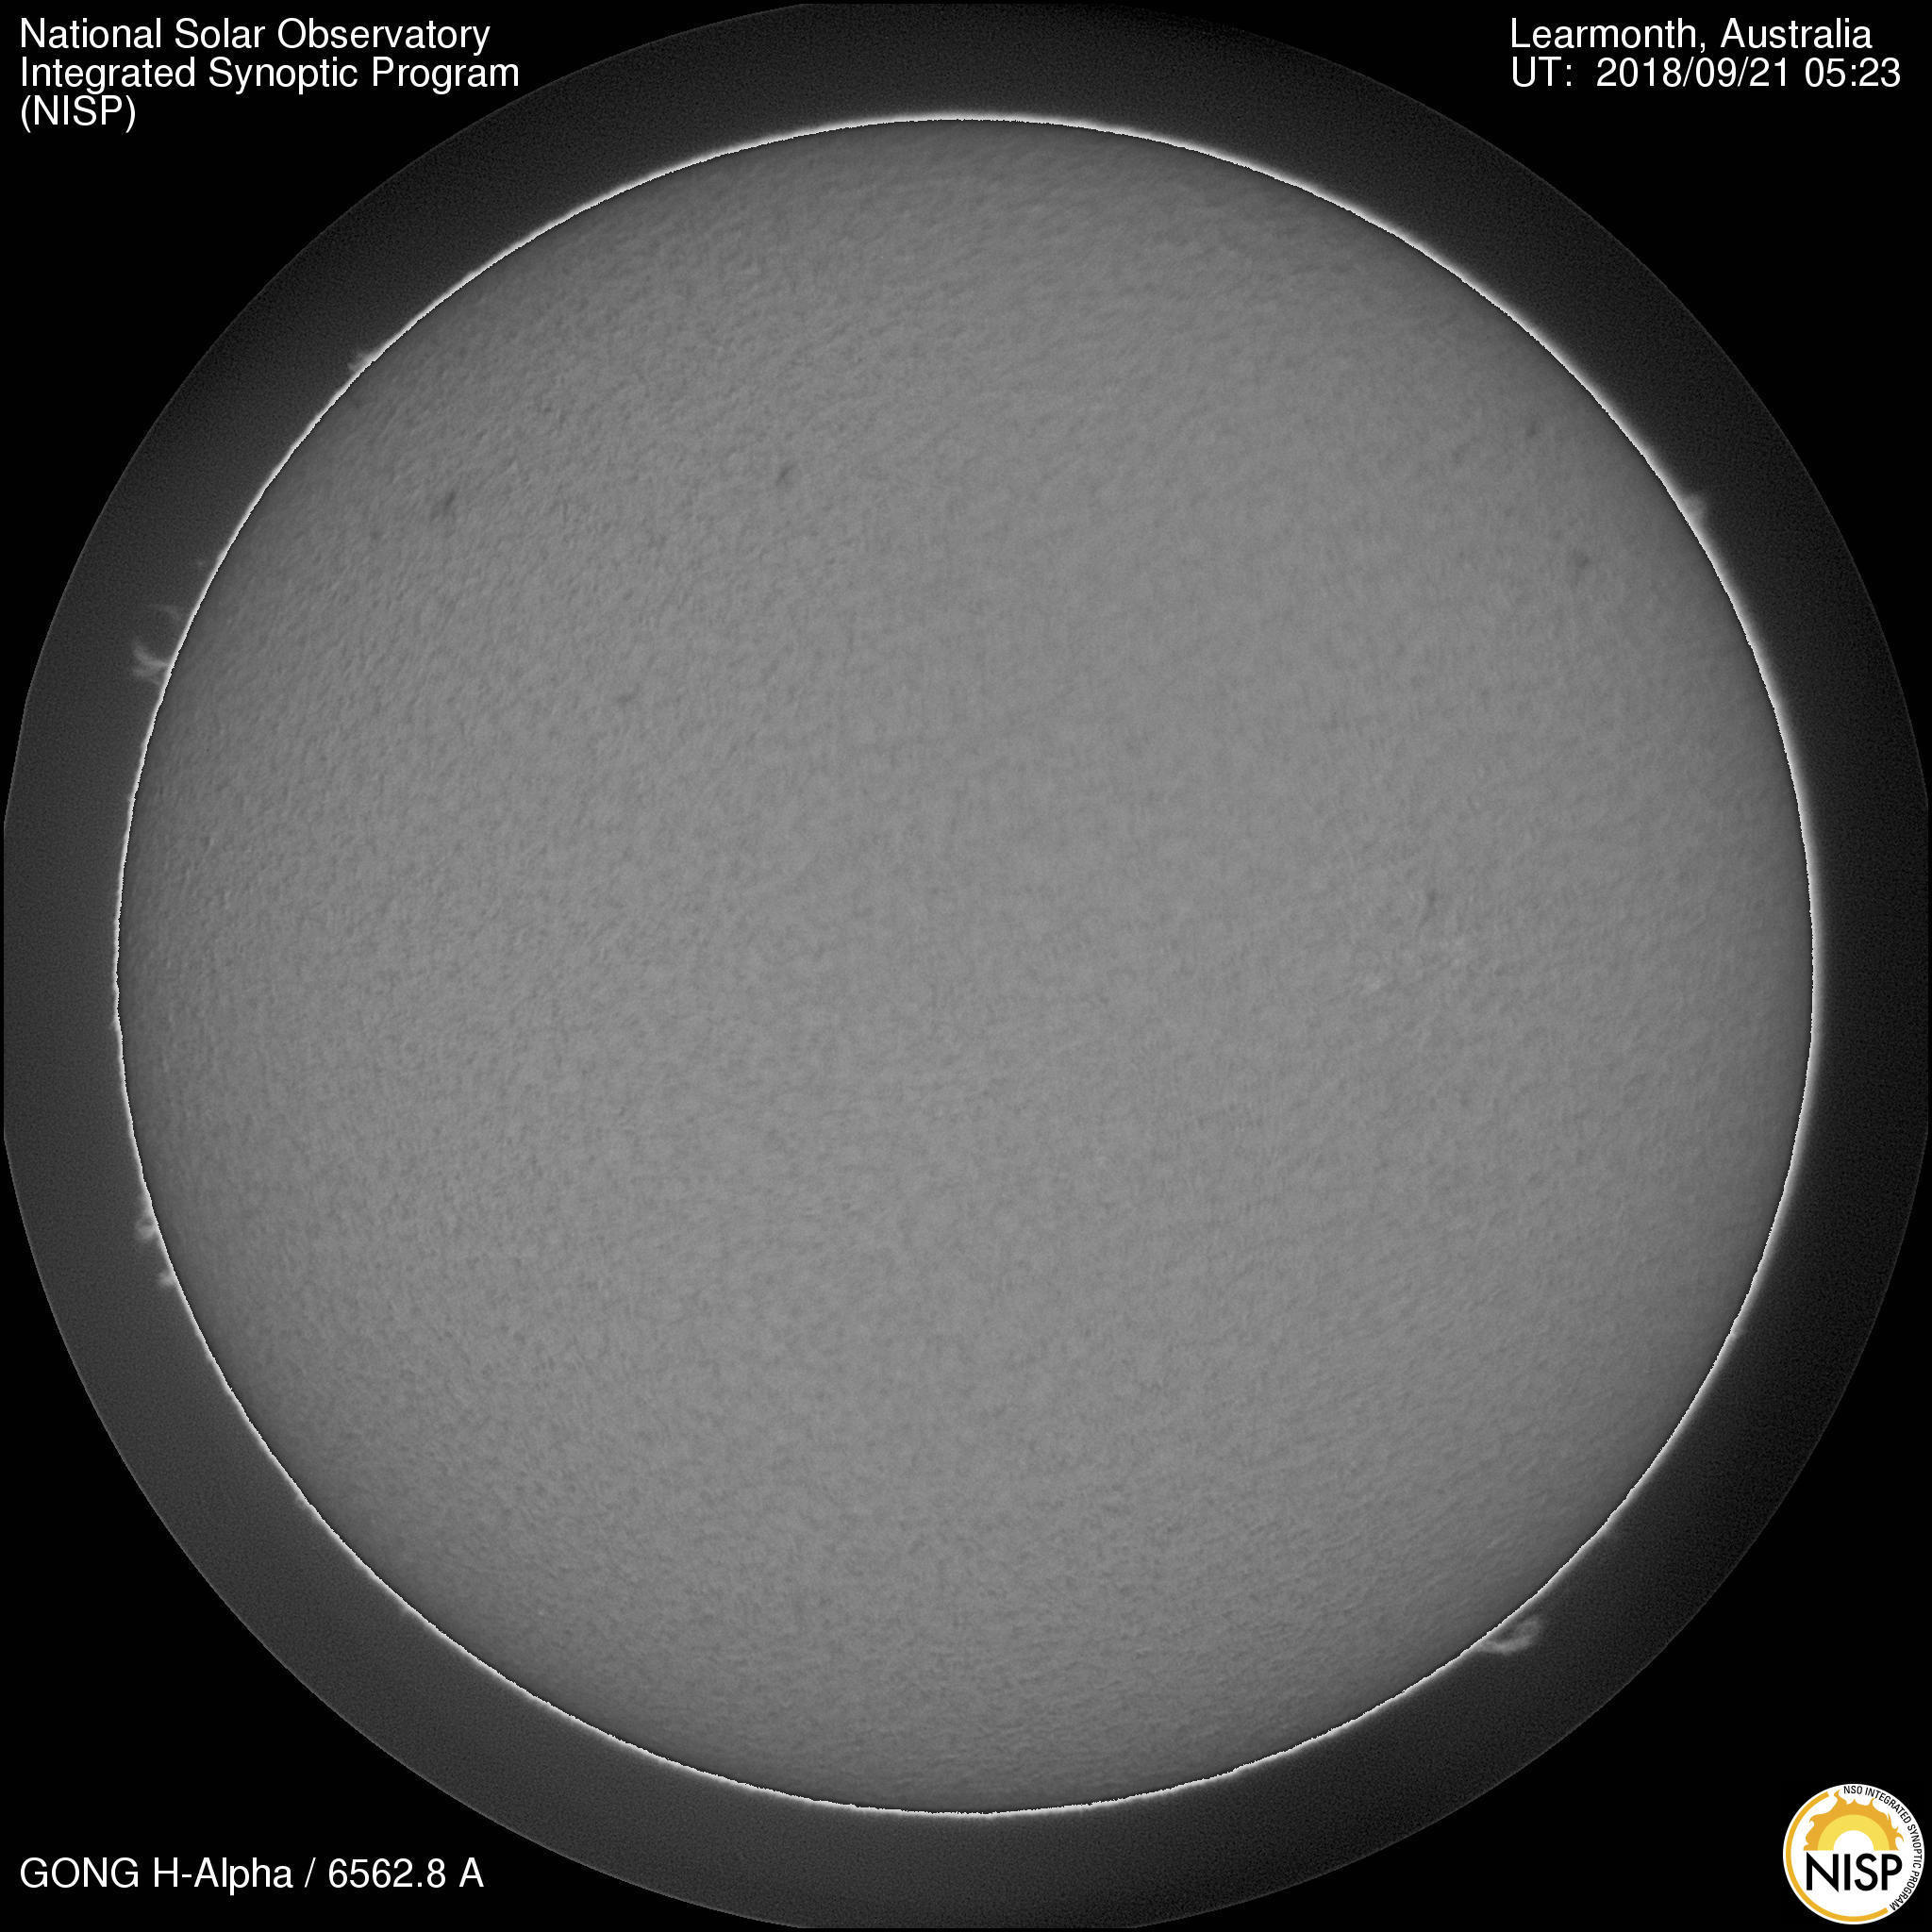 National Solar Observatory
Integrated Synoptic Program
(NISP)
Learmonth, Australia
UT: 2018/09/21 05:23
GONG H-Alpha / 6562.8 A
NSO INTEGRATED SYNOPTIC PROGRAM
NISP